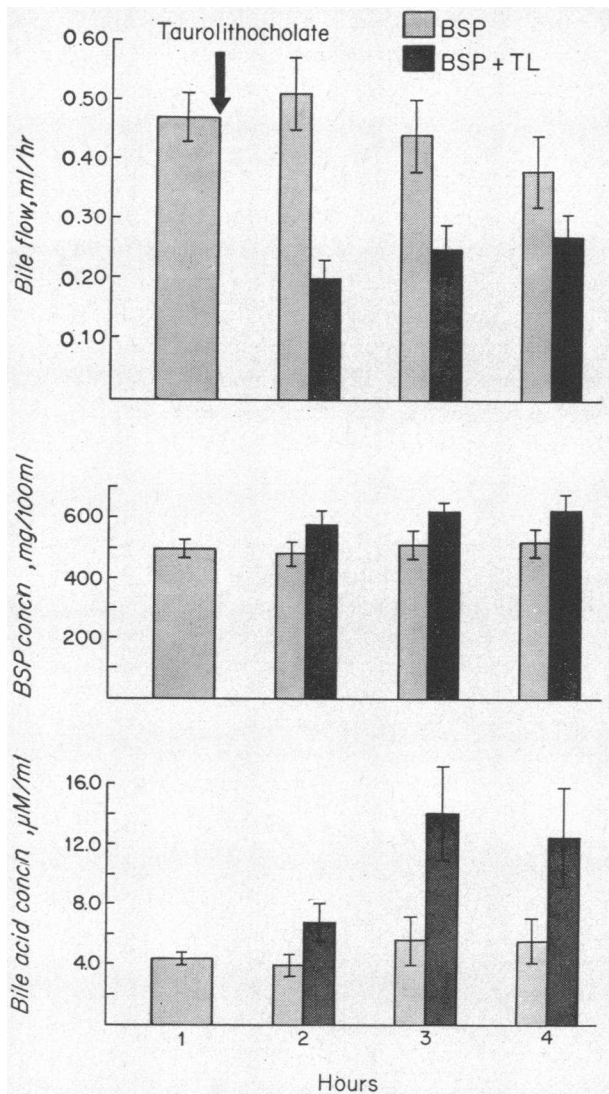 Taurolithocholate
BSP
BSP + TL
Bile flow, ml/hr
0.60
0.50
0.40
0.30
0.20
0.10
BSP concn , mg/100ml
600
400
200
Bile acid concn , µM/ml
16.0
12.0
8.0
4.0
1 2 3 4
Hours